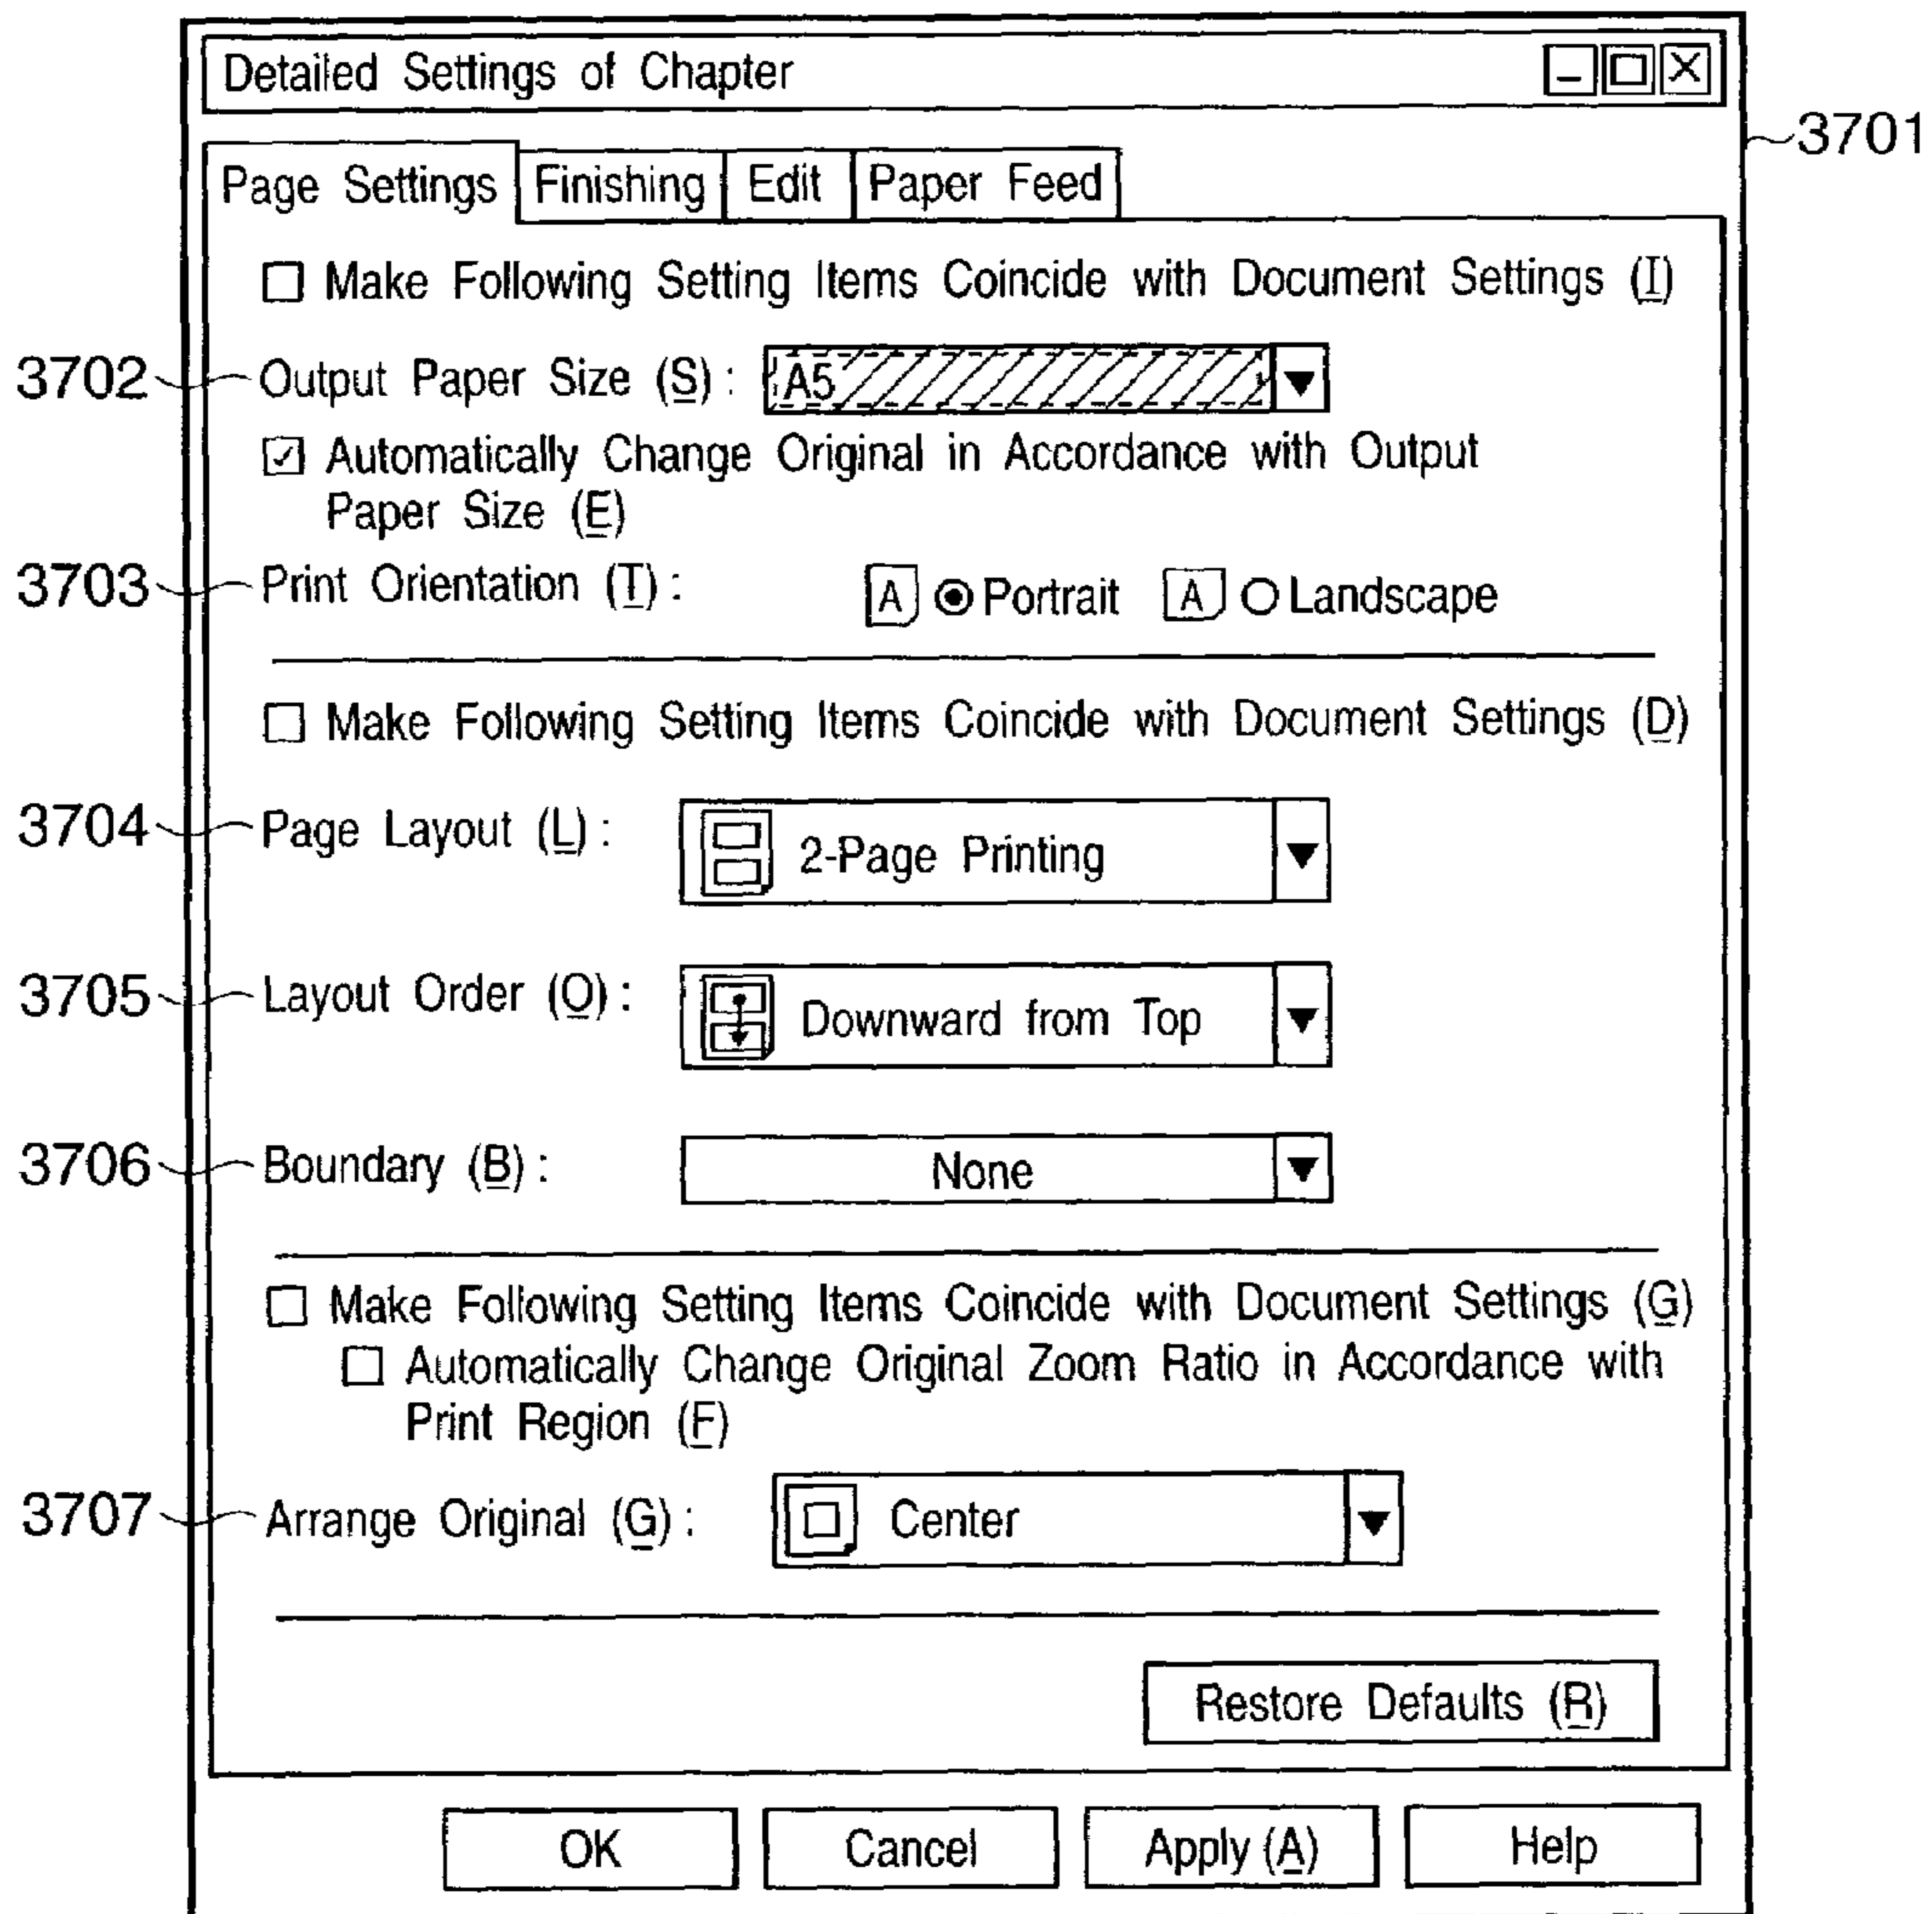 Detailed Settings of Chapter
3701
Page Settings Finishing Edit Paper Feed
Make Following Setting Items Coincide with Document Settings (I)
3702 Output Paper Size (S) : A5
Automatically Change Original in Accordance with Output
Paper Size (E)
3703 Print Orientation (T) : A Portrait A Landscape
Make Following Setting Items Coincide with Document Settings (D)
3704 Page Layout (L) : 2-Page Printing
3705 Layout Order (O) : Downward from Top
3706 Boundary (B) : None
Make Following Setting Items Coincide with Document Settings (G)
Automatically Change Original Zoom Ratio in Accordance with
Print Region (F)
3707 Arrange Original (G) : Center
Restore Defaults (R)
OK Cancel Apply (A) Help